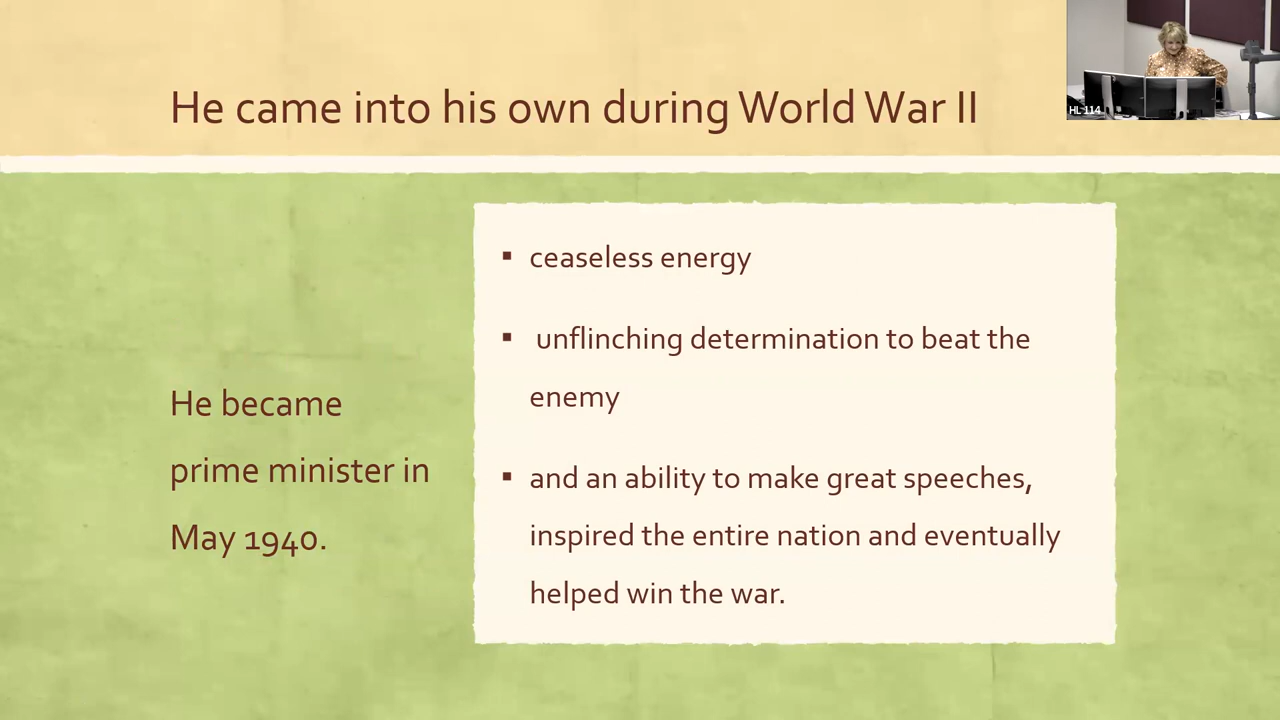 He came into his own during World War II
HL 114
He became
prime minister in
May 1940.
▪ ceaseless energy
▪ unflinching determination to beat the
enemy
▪ and an ability to make great speeches,
inspired the entire nation and eventually
helped win the war.